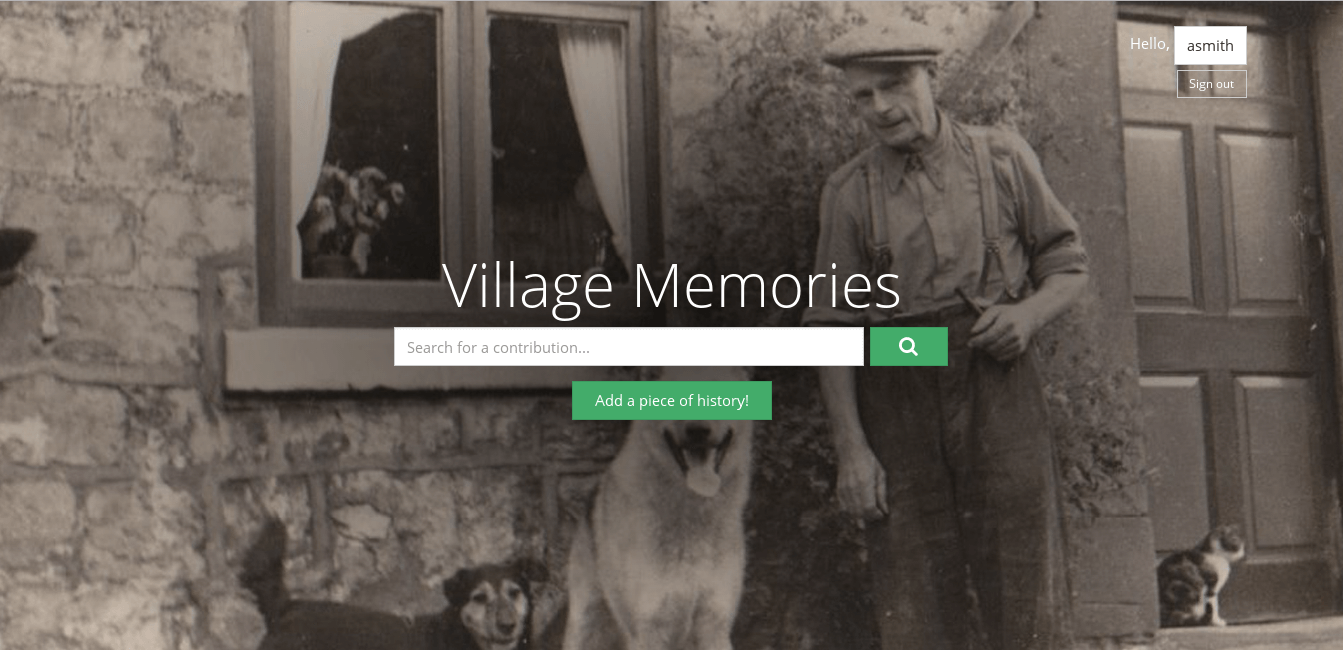 Hello, asmith
Sign out
Village Memories
Search for a contribution...
Add a piece of history!